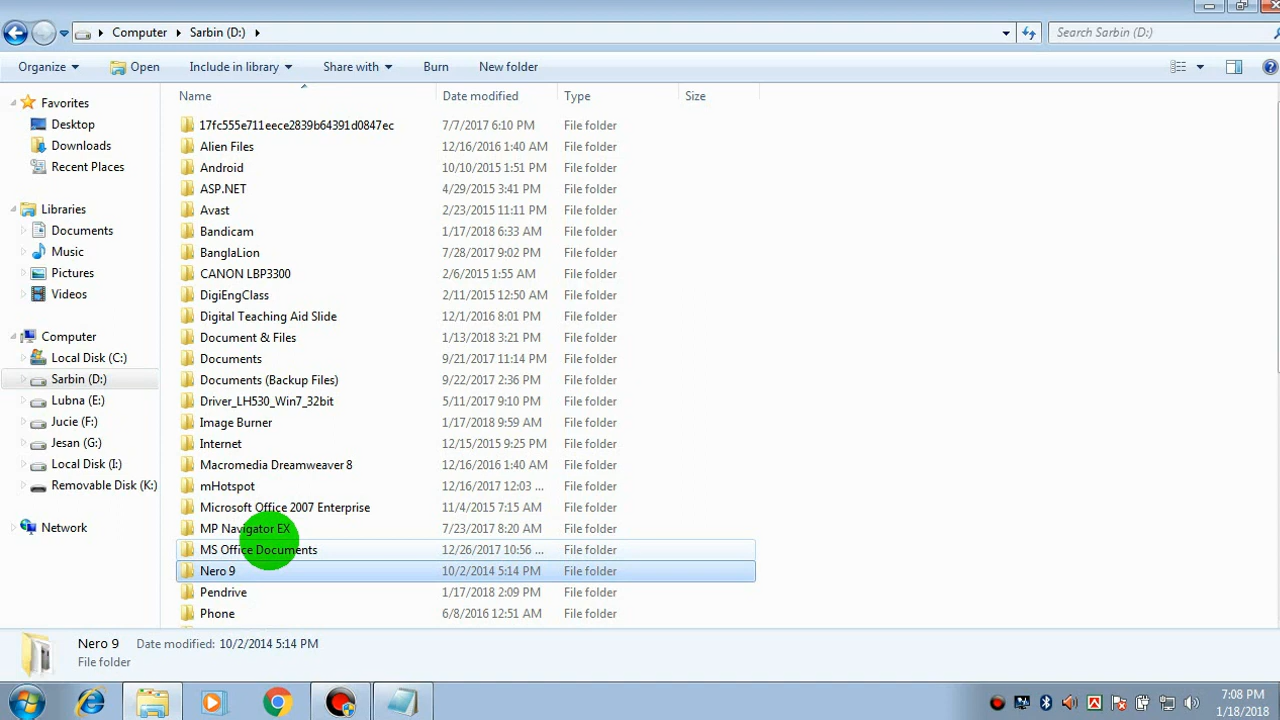 Computer Sarbin (D:) Search Sarbin (D:)
Organize Open Include in library Share with Burn New folder
Name Date modified Type Size
Favorites
Desktop
Downloads
Recent Places
Libraries
Documents
Music
Pictures
Videos
Computer
Local Disk (C:)
Sarbin (D:)
Lubna (E:)
Jucie (F:)
Jesan (G:)
Local Disk (I:)
Removable Disk (K:)
Network
17fc555e711eece2839b64391d0847ec 7/7/2017 6:10 PM File folder
Alien Files 12/16/2016 1:40 AM File folder
Android 10/10/2015 1:51 PM File folder
ASP.NET 4/29/2015 3:41 PM File folder
Avast 2/23/2015 11:11 PM File folder
Bandicam 1/17/2018 6:33 AM File folder
BanglaLion 7/28/2017 9:02 PM File folder
CANON LBP3300 2/6/2015 1:55 AM File folder
DigiEngClass 2/11/2015 12:50 AM File folder
Digital Teaching Aid Slide 12/1/2016 8:01 PM File folder
Document & Files 1/13/2018 3:21 PM File folder
Documents 9/21/2017 11:14 PM File folder
Documents (Backup Files) 9/22/2017 2:36 PM File folder
Driver_LH530_Win7_32bit 5/11/2017 9:10 PM File folder
Image Burner 1/17/2018 9:59 AM File folder
Internet 12/15/2015 9:25 PM File folder
Macromedia Dreamweaver 8 12/16/2016 1:40 AM File folder
mHotspot 12/16/2017 12:03 ... File folder
Microsoft Office 2007 Enterprise 11/4/2015 7:15 AM File folder
MP Navigator EX 7/23/2017 8:20 AM File folder
MS Office Documents 12/26/2017 10:56 ... File folder
Nero 9 10/2/2014 5:14 PM File folder
Pendrive 1/17/2018 2:09 PM File folder
Phone 6/8/2016 12:51 AM File folder
Nero 9 Date modified: 10/2/2014 5:14 PM
File folder
7:08 PM
1/18/2018